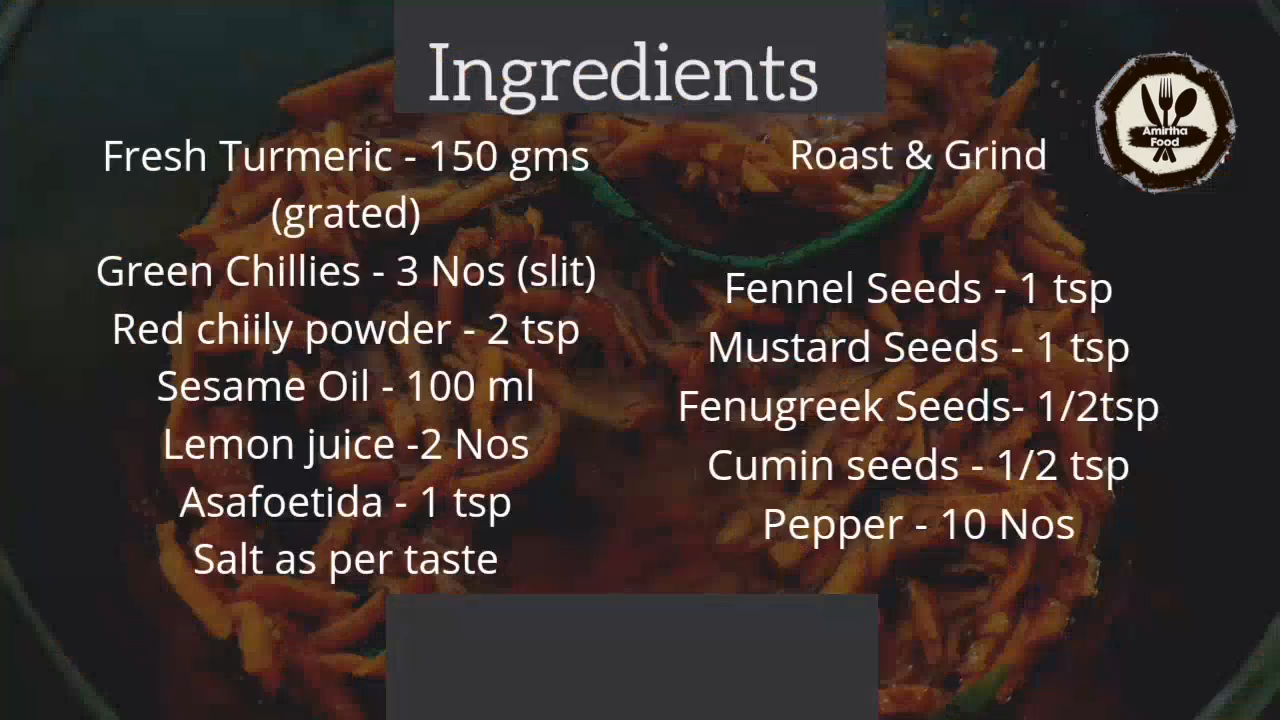 Ingredients
Fresh Turmeric - 150 gms
(grated)
Green Chillies - 3 Nos (slit)
Red chiily powder - 2 tsp
Sesame Oil - 100 ml
Lemon juice -2 Nos
Asafoetida - 1 tsp
Salt as per taste
Roast & Grind
Fennel Seeds - 1 tsp
Mustard Seeds - 1 tsp
Fenugreek Seeds- 1/2tsp
Cumin seeds - 1/2 tsp
Pepper - 10 Nos
Amirtha
Food